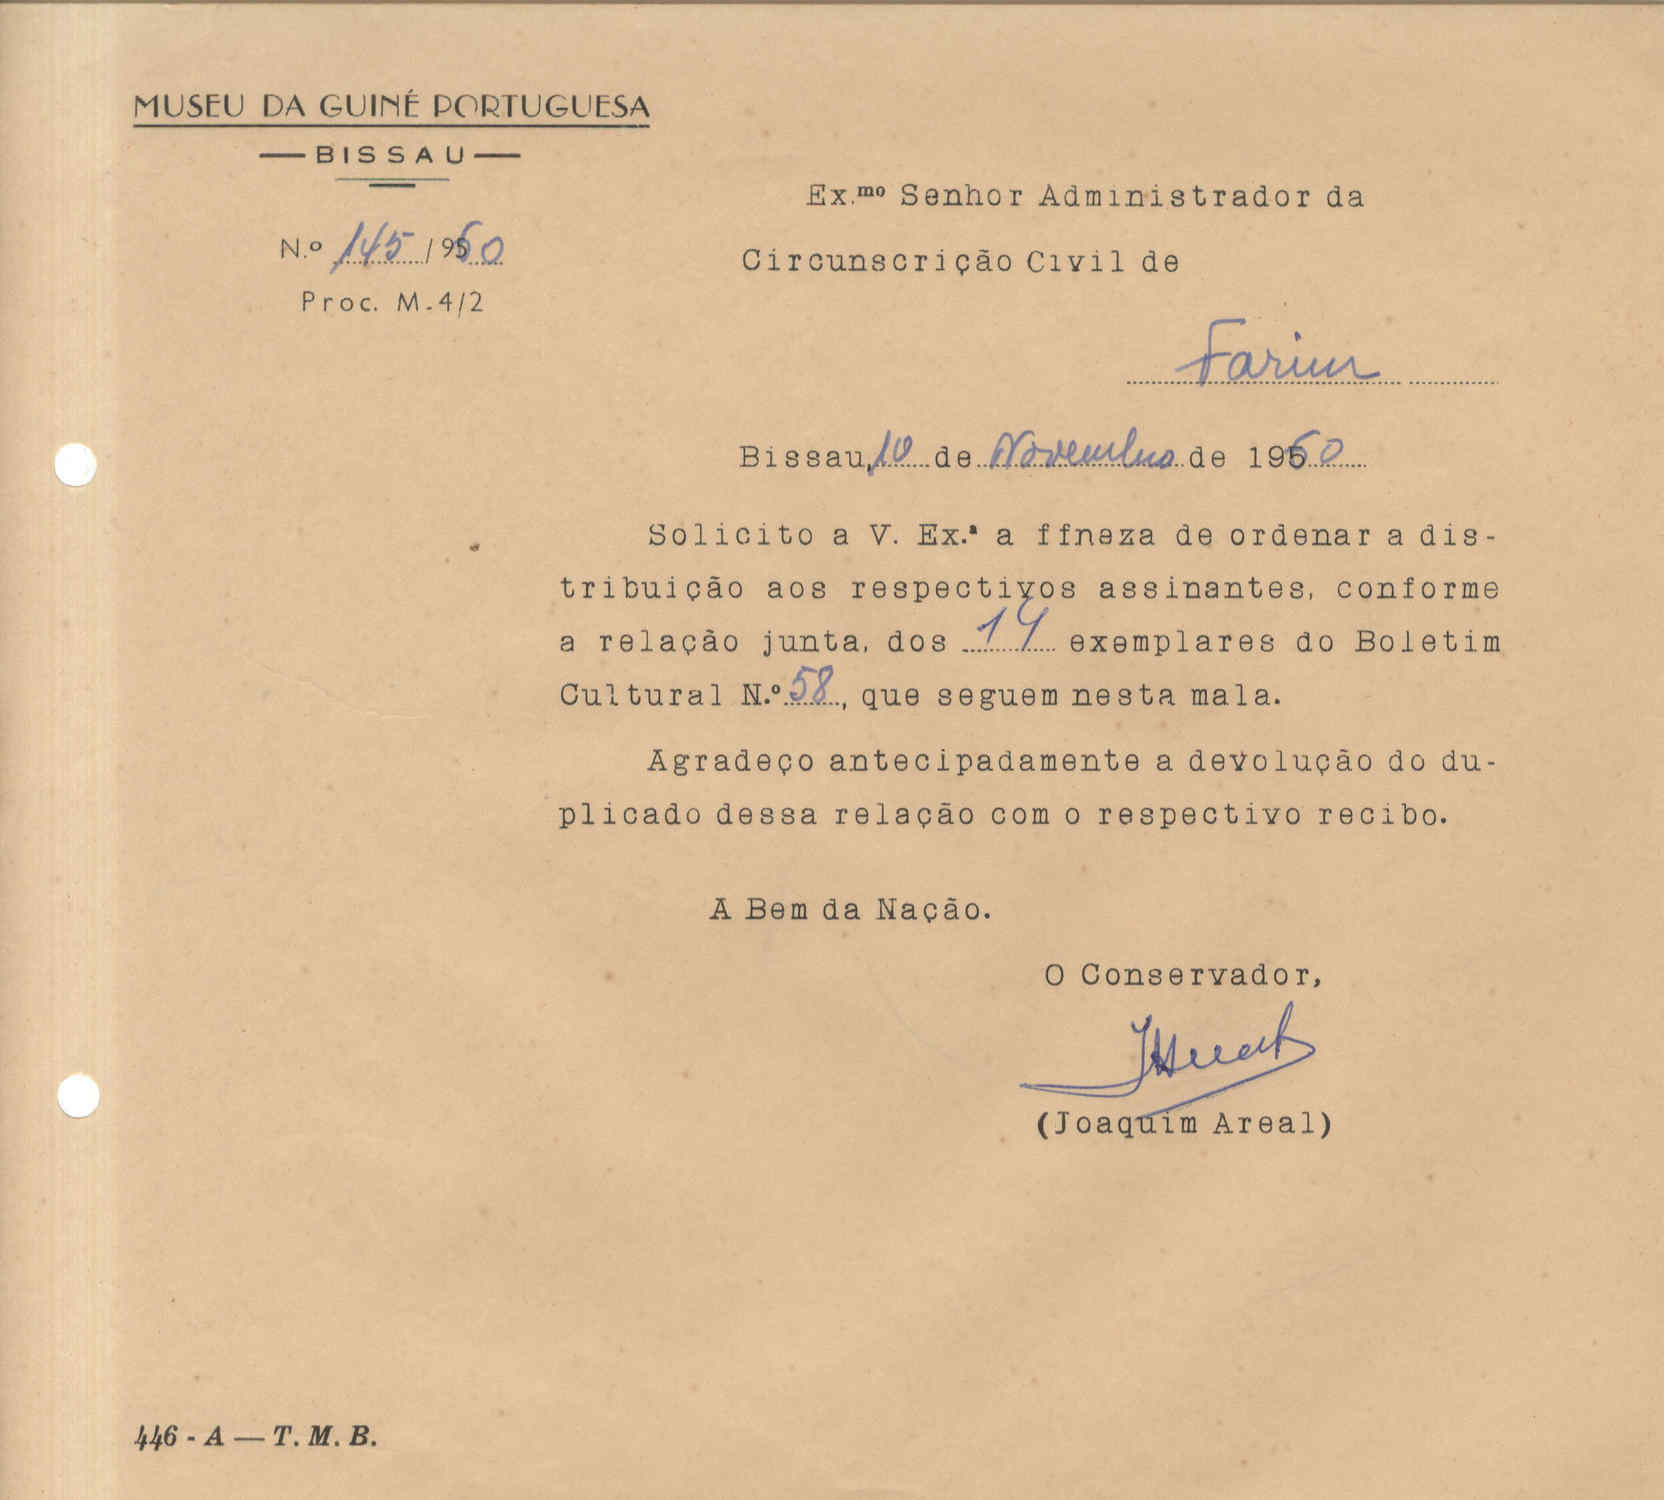 MUSEU DA GUINÉ PORTUGUESA
— BISSAU —
N.º 145/960
Proc. M-4/2
Ex.mo Senhor Administrador da
Circunscrição Civil de
Farim
Bissau, 10 de Novembro de 1960
Solicito a V. Ex.ª a ffneza de ordenar a dis-
tribuição aos respectivos assinantes, conforme
a relação junta, dos 14 exemplares do Boletim
Cultural N.º 58, que seguem nesta mala.
Agradeço antecipadamente a devolução do du-
plicado dessa relação com o respectivo recibo.
A Bem da Nação.
O Conservador,
(Joaquim Areal)
446 - A — T. M. B.